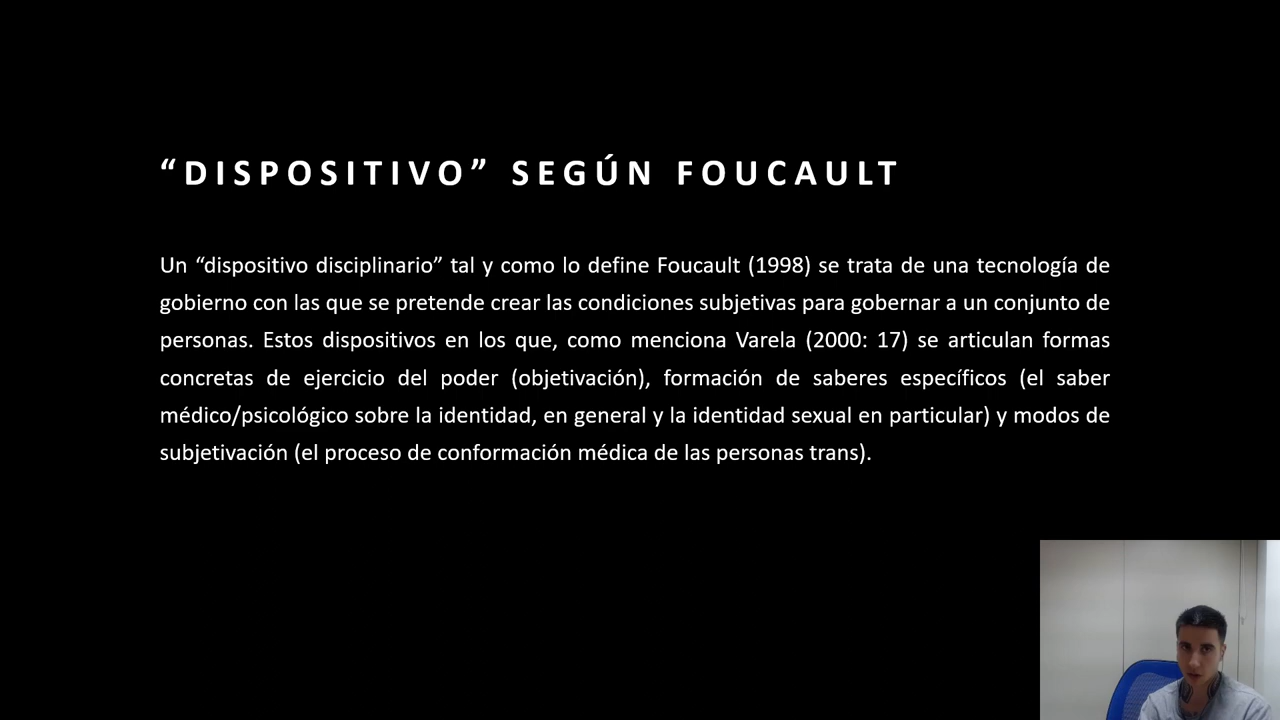 “DISPOSITIVO” SEGÚN FOUCAULT
Un “dispositivo disciplinario” tal y como lo define Foucault (1998) se trata de una tecnología de
gobierno con las que se pretende crear las condiciones subjetivas para gobernar a un conjunto de
personas. Estos dispositivos en los que, como menciona Varela (2000: 17) se articulan formas
concretas de ejercicio del poder (objetivación), formación de saberes específicos (el saber
médico/psicológico sobre la identidad, en general y la identidad sexual en particular) y modos de
subjetivación (el proceso de conformación médica de las personas trans).